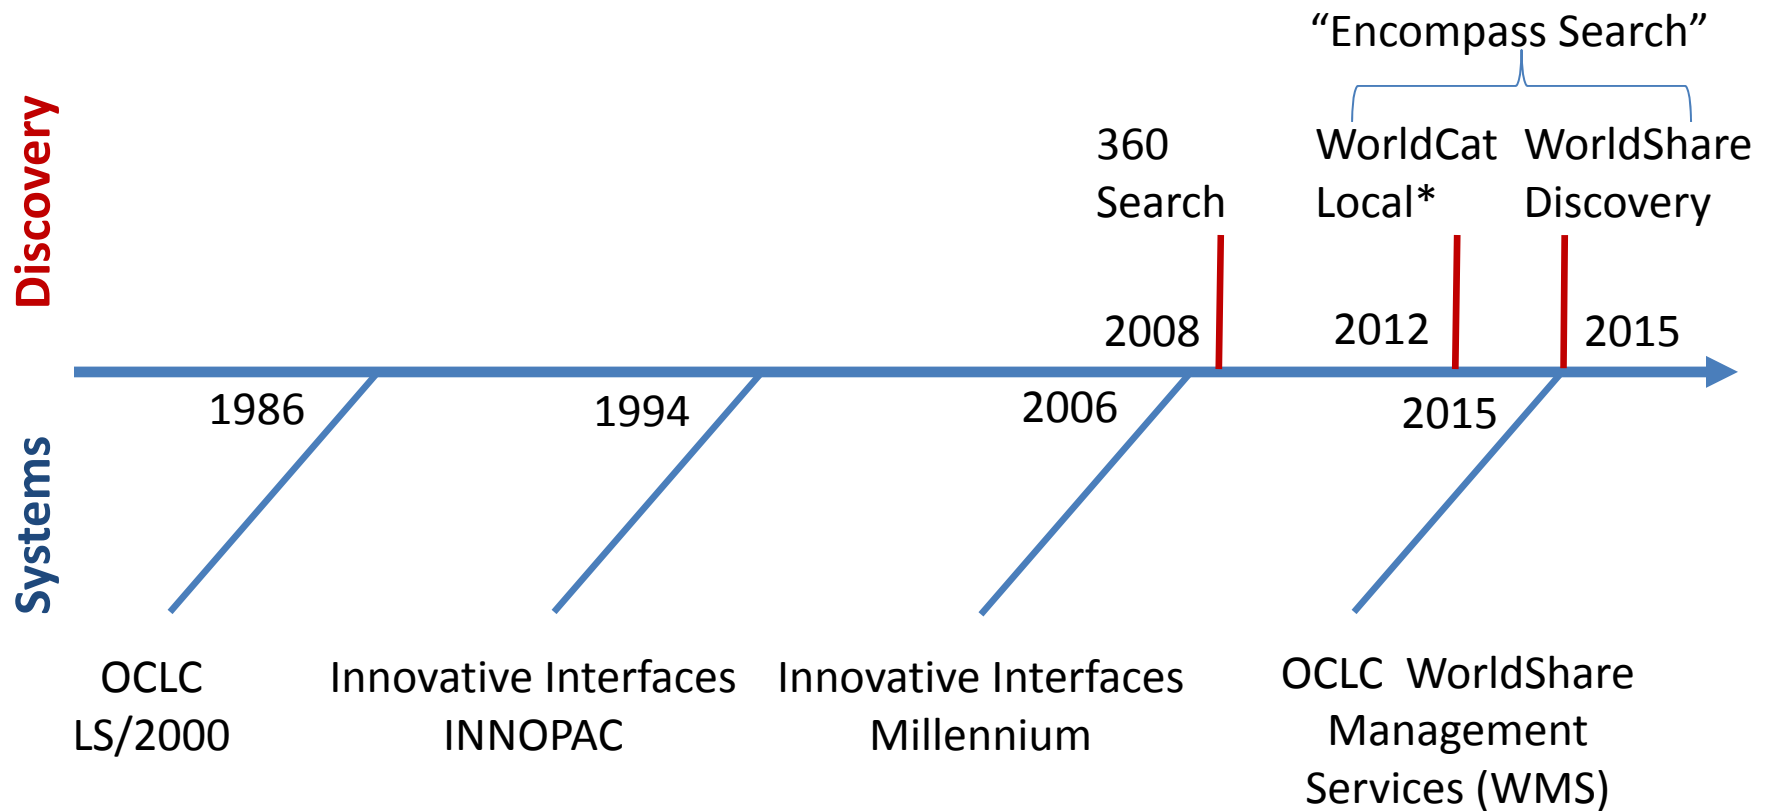 “Encompass Search”
Discovery
360
Search
WorldCat
Local*
WorldShare
Discovery
2008
2012
2015
1986
1994
2006
2015
Systems
OCLC
LS/2000
Innovative Interfaces
INNOPAC
Innovative Interfaces
Millennium
OCLC WorldShare
Management
Services (WMS)